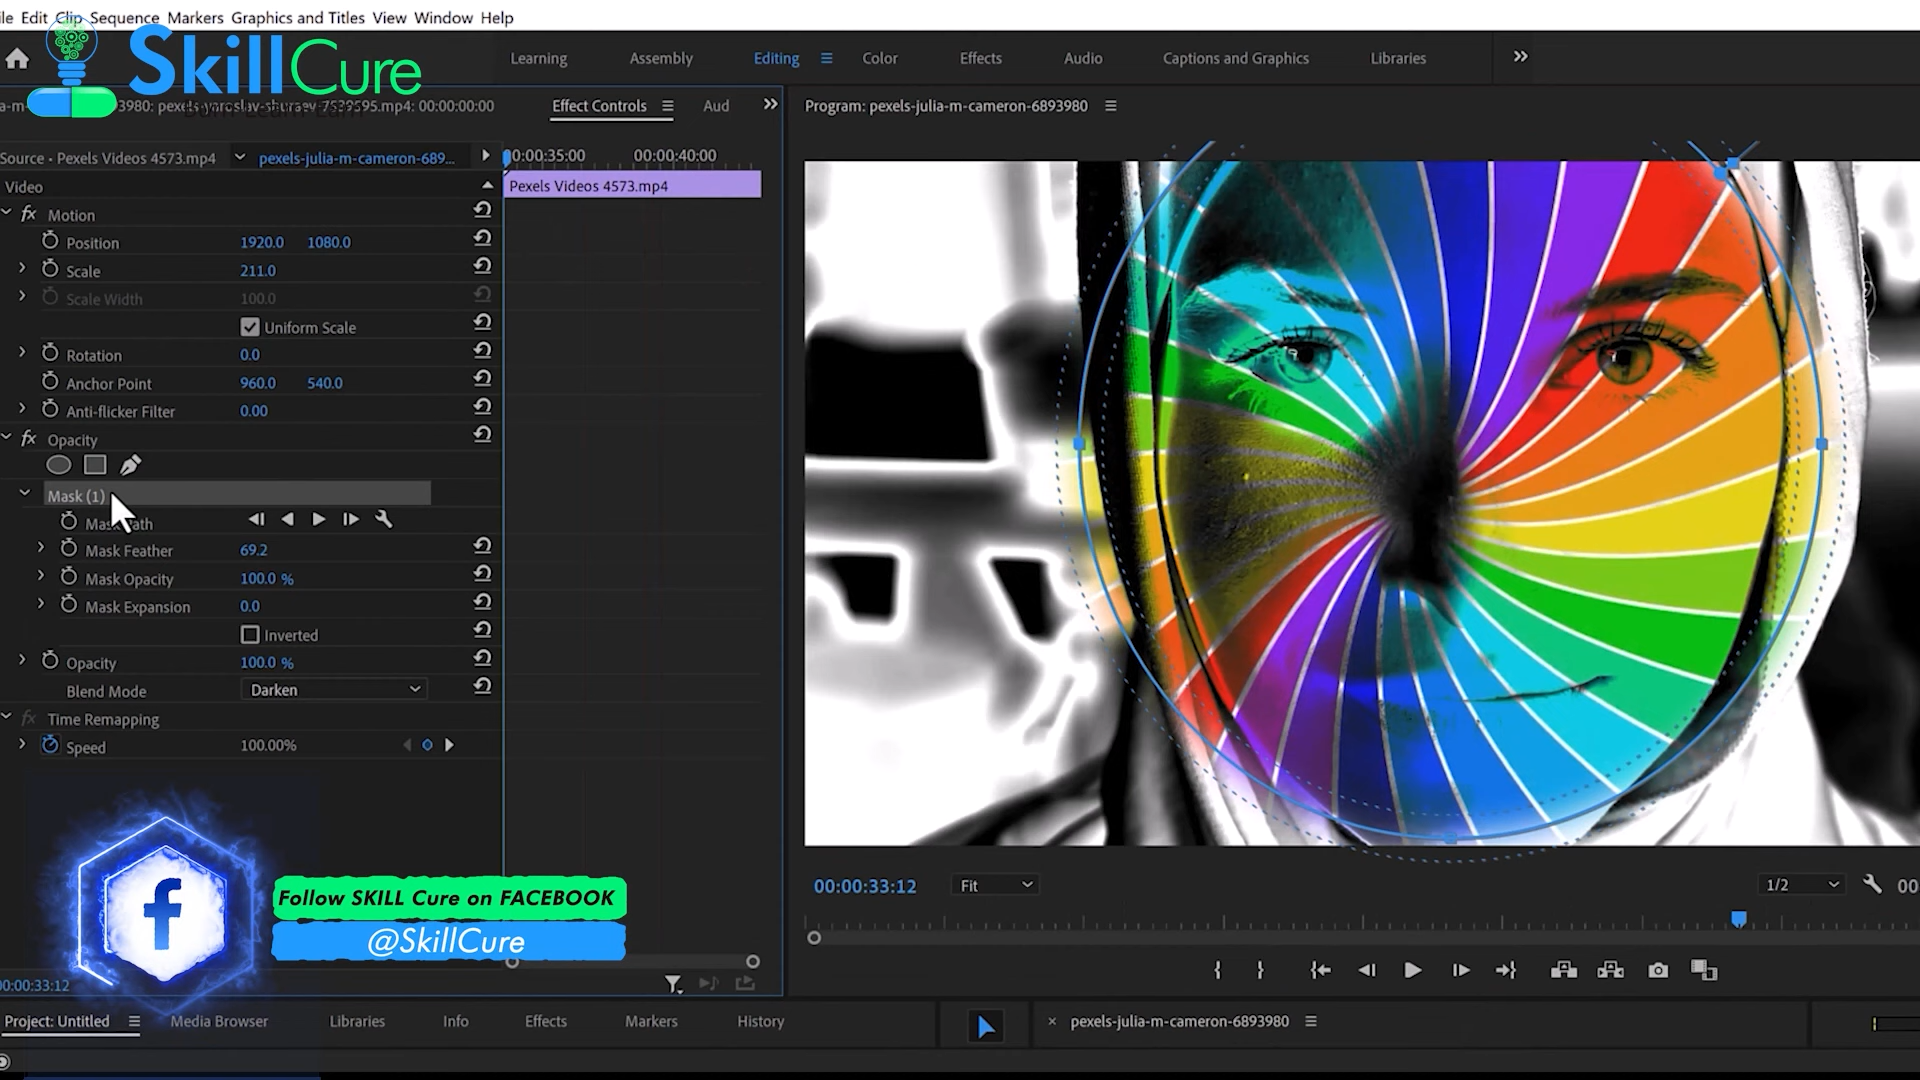 ile Edit Clip Sequence Markers Graphics and Titles View Window Help
SkillCure
Learning
Assembly
Editing
Color
Effects
Audio
Captions and Graphics
Libraries
a-m- 3980: pexels-yaroslav-shuraev-7539595.mp4: 00:00:00:00
Effect Controls
Aud
Program: pexels-julia-m-cameron-6893980
Source • Pexels Videos 4573.mp4
pexels-julia-m-cameron-689...
00:00:35:00
00:00:40:00
Video
Pexels Videos 4573.mp4
fx Motion
Position 1920.0 1080.0
Scale 211.0
Scale Width 100.0
Uniform Scale
Rotation 0.0
Anchor Point 960.0 540.0
Anti-flicker Filter 0.00
fx Opacity
Mask (1)
Mask Path
Mask Feather 69.2
Mask Opacity 100.0 %
Mask Expansion 0.0
Inverted
Opacity 100.0 %
Blend Mode Darken
fx Time Remapping
Speed 100.00%
f
Follow SKILL Cure on FACEBOOK
@SkillCure
00:00:33:12
Fit
1/2
00
00:00:33:12
Project: Untitled
Media Browser
Libraries
Info
Effects
Markers
History
× pexels-julia-m-cameron-6893980